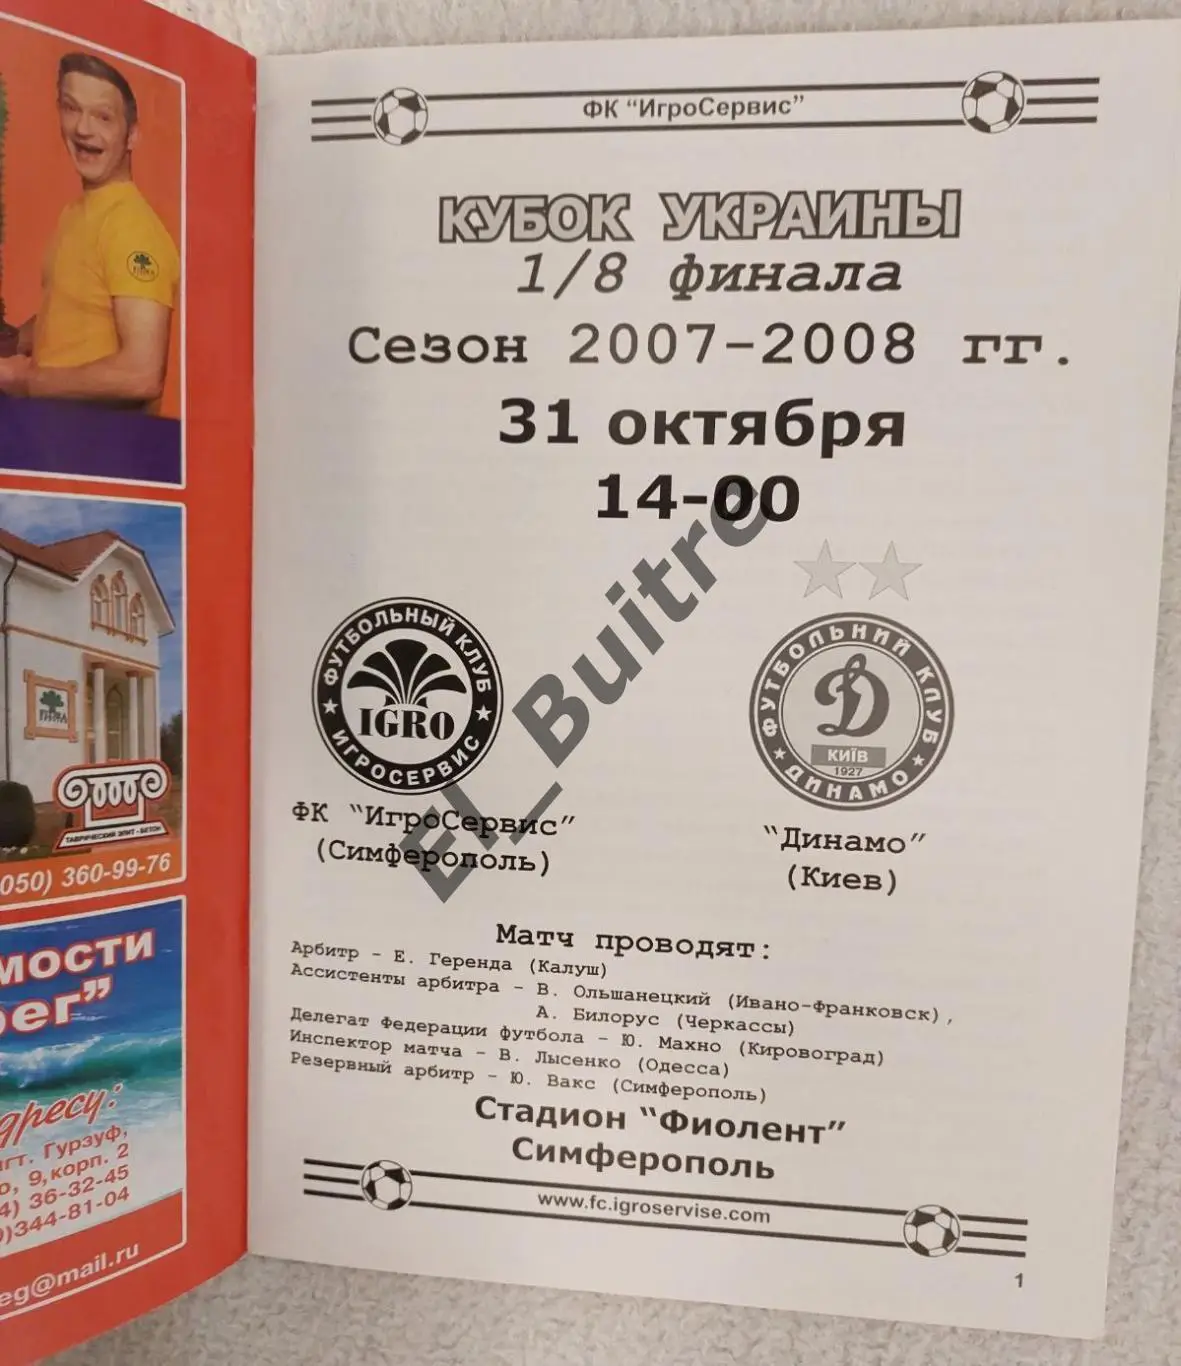 ФК “ИгроСервис”
КУБОК УКРАИНЫ
1/8 финала
Сезон 2007-2008 гг.
31 октября
14-00
ФУТБОЛЬНЫЙ КЛУБ
IGRO
ИГРОСЕРВИС
ФУТБОЛЬНИЙ КЛУБ
Д
КИЇВ
1927
ДИНАМО
ФК “ИгроСервис”
(Симферополь)
“Динамо”
(Киев)
El_Buitre
Матч проводят:
Арбитр - Е. Геренда (Калуш)
Ассистенты арбитра - В. Ольшанецкий (Ивано-Франковск),
А. Билорус (Черкассы)
Делегат Федерации футбола - Ю. Махно (Кировоград)
Инспектор матча - В. Лысенко (Одесса)
Резервный арбитр - Ю. Вакс (Симферополь)
Стадион “Фиолент”
Симферополь
www.fc.igroservise.com
1
ТАВРИЧЕСКИЙ ЭЛИТ - БЕТОН
050) 360-99-76
мости
рег”
дресу:
гт. Гурзуф,
о, 9,корп. 2
4) 36-32-45
)344-81-04
eg@mail.ru